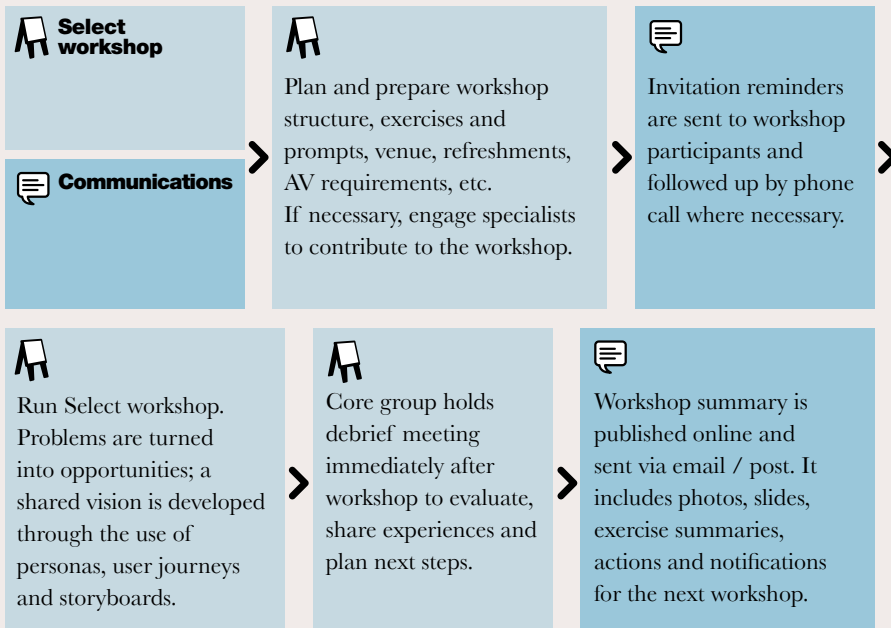 Select
workshop
Communications
Plan and prepare workshop
structure, exercises and
prompts, venue, refreshments,
AV requirements, etc.
If necessary, engage specialists
to contribute to the workshop.
Invitation reminders
are sent to workshop
participants and
followed up by phone
call where necessary.
Run Select workshop.
Problems are turned
into opportunities; a
shared vision is developed
through the use of
personas, user journeys
and storyboards.
Core group holds
debrief meeting
immediately after
workshop to evaluate,
share experiences and
plan next steps.
Workshop summary is
published online and
sent via email / post. It
includes photos, slides,
exercise summaries,
actions and notifications
for the next workshop.